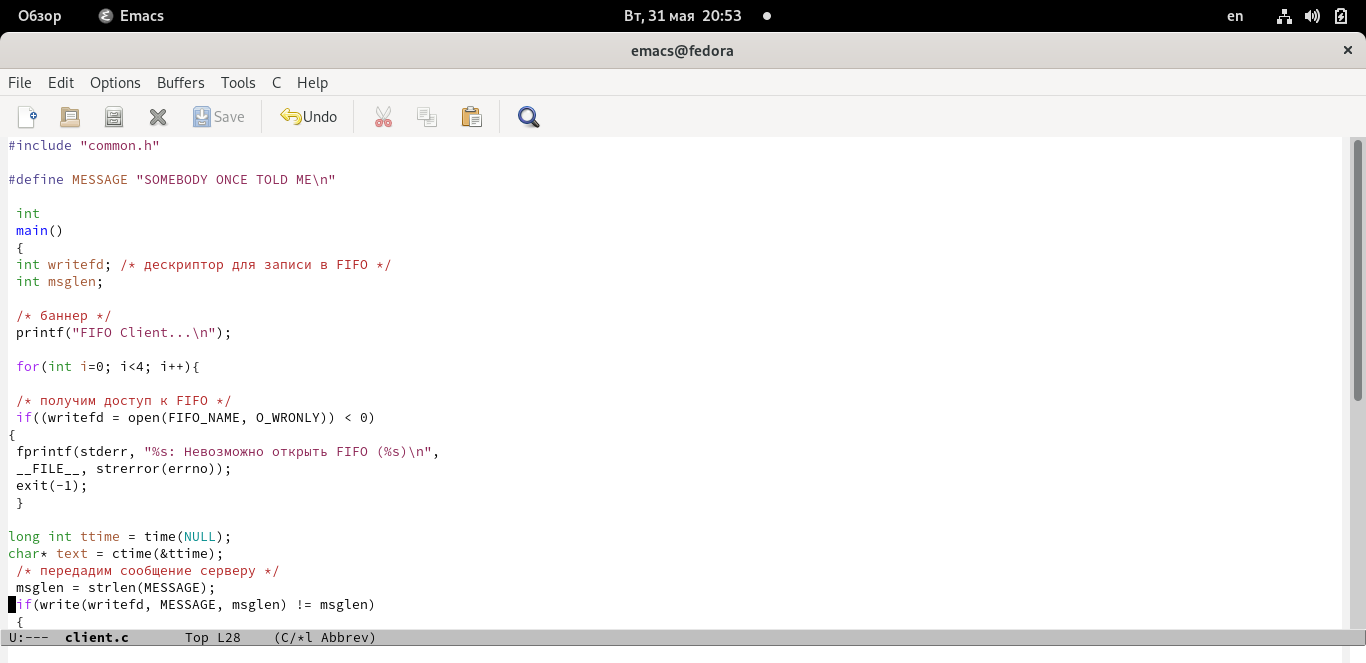 Обзор Emacs Вт, 31 мая 20:53 en
emacs@fedora
File Edit Options Buffers Tools C Help
Save Undo
#include "common.h"
#define MESSAGE "SOMEBODY ONCE TOLD ME\n"
int
main()
{
int writefd; /* дескриптор для записи в FIFO */
int msglen;
/* баннер */
printf("FIFO Client...\n");
for(int i=0; i<4; i++){
/* получим доступ к FIFO */
if((writefd = open(FIFO_NAME, O_WRONLY)) < 0)
{
fprintf(stderr, "%s: Невозможно открыть FIFO (%s)\n",
__FILE__, strerror(errno));
exit(-1);
}
long int ttime = time(NULL);
char* text = ctime(&ttime);
/* передадим сообщение серверу */
msglen = strlen(MESSAGE);
if(write(writefd, MESSAGE, msglen) != msglen)
{
U:--- client.c Top L28 (C/*l Abbrev)